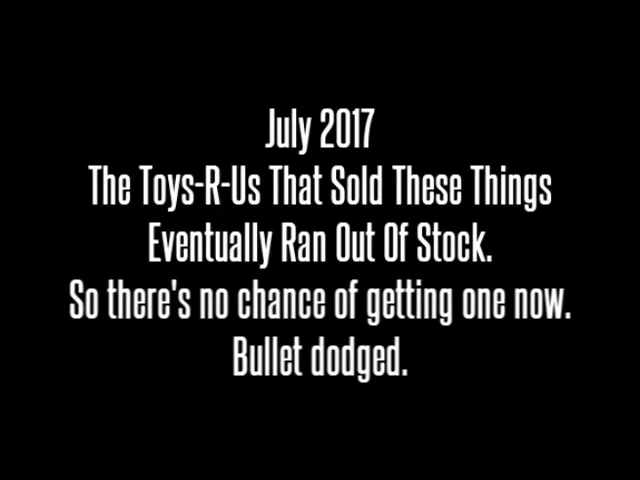 July 2017
The Toys-R-Us That Sold These Things
Eventually Ran Out Of Stock.
So there's no chance of getting one now.
Bullet dodged.